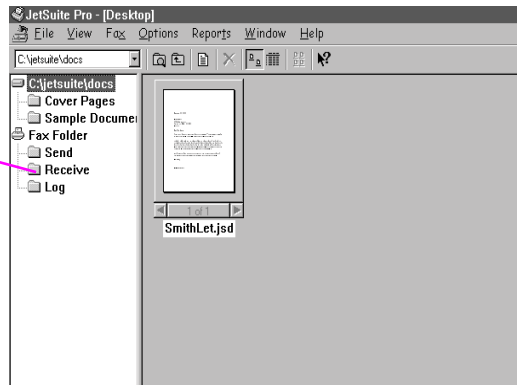 JetSuite Pro - [Desktop]
File View Fax Options Reports Window Help
C:\jetsuite\docs
C:\jetsuite\docs
Cover Pages
Sample Documen
Fax Folder
Send
Receive
Log
1 of 1
SmithLet.jsd